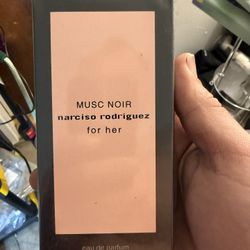 MUSC NOIR
narciso rodriguez
for her
eau de parfum